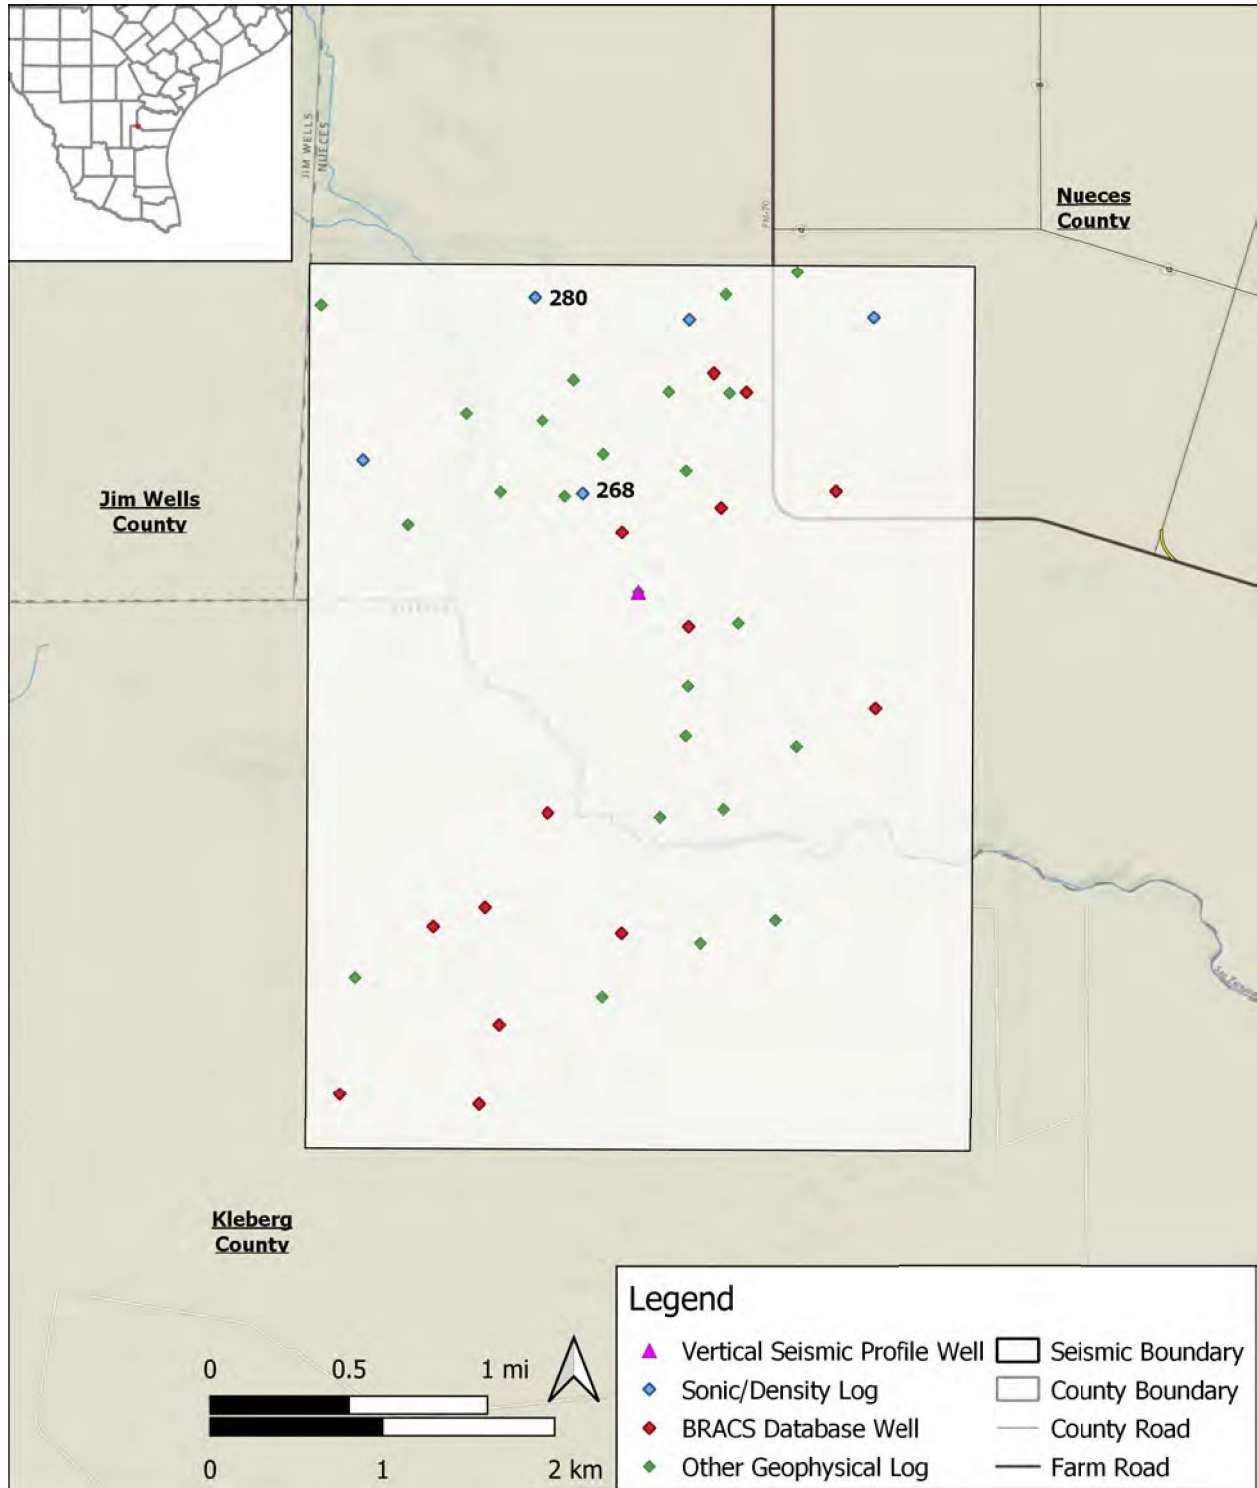 JIM WELLS
NUECES
FM-70
Nueces
County
280
268
Jim Wells
County
Kleberg
County
Legend
Vertical Seismic Profile Well
Sonic/Density Log
BRACS Database Well
Other Geophysical Log
Seismic Boundary
County Boundary
County Road
Farm Road
0 0.5 1 mi
0 1 2 km